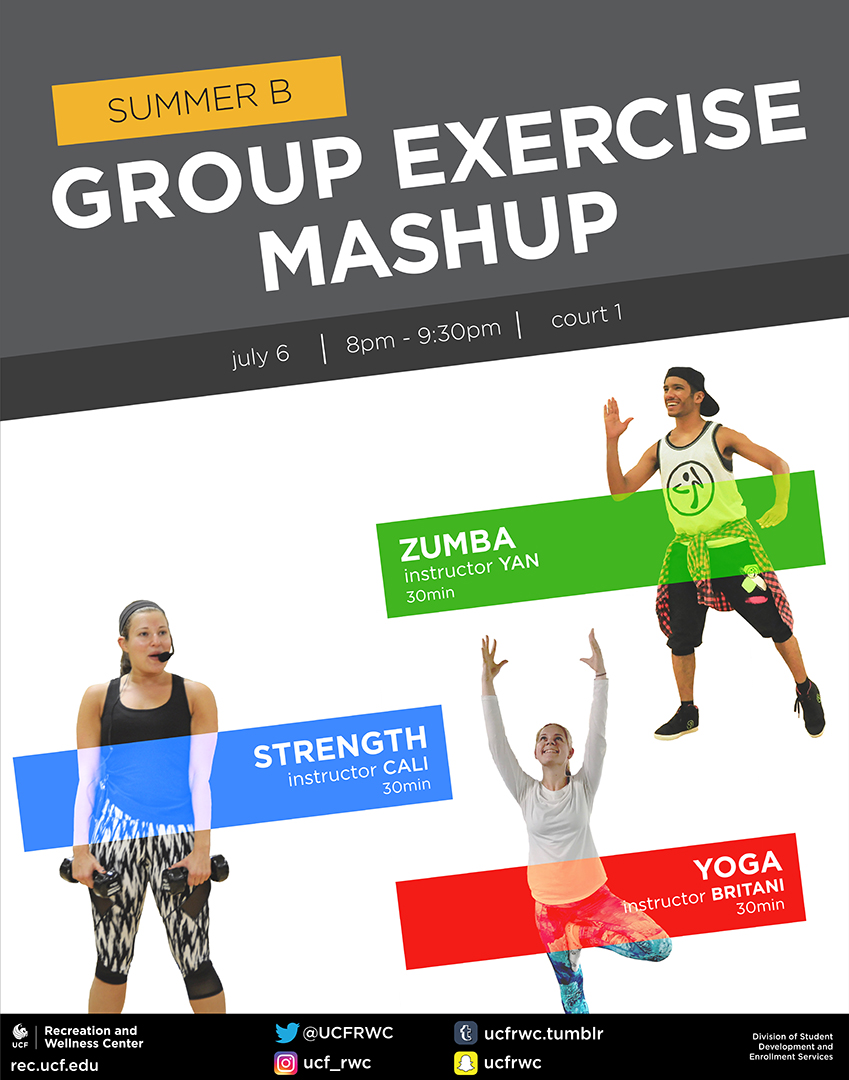 SUMMER B
GROUP EXERCISE
MASHUP
july 6 | 8pm - 9:30pm | court 1
ZUMBA
instructor YAN
30min
STRENGTH
instructor CALI
30min
YOGA
instructor BRITANI
30min
UCF
Recreation and
Wellness Center
rec.ucf.edu
@UCFRWC
ucf_rwc
ucfrwc.tumblr
ucfrwc
Division of Student
Development and
Enrollment Services